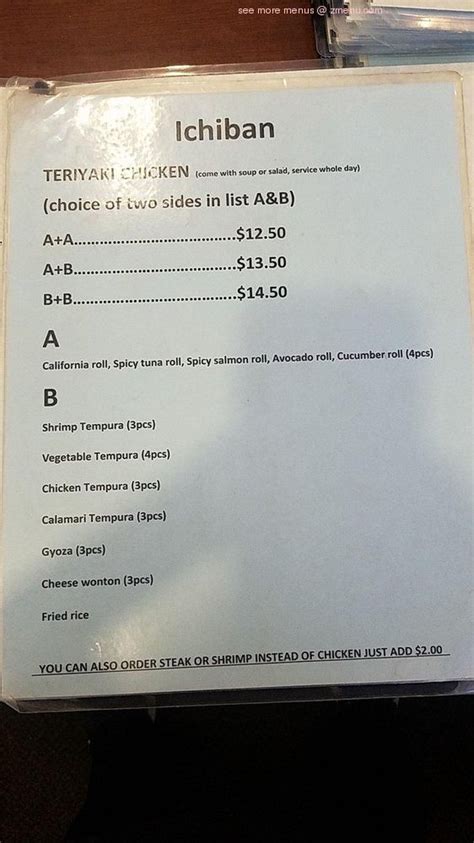 see more menus @ zmenu.com
Ichiban
TERIYAKI CHICKEN (come with soup or salad, service whole day)
(choice of two sides in list A&B)
A+A.....................................$12.50
A+B.....................................$13.50
B+B.....................................$14.50
A
California roll, Spicy tuna roll, Spicy salmon roll, Avocado roll, Cucumber roll (4pcs)
B
Shrimp Tempura (3pcs)
Vegetable Tempura (4pcs)
Chicken Tempura (3pcs)
Calamari Tempura (3pcs)
Gyoza (3pcs)
Cheese wonton (3pcs)
Fried rice
YOU CAN ALSO ORDER STEAK OR SHRIMP INSTEAD OF CHICKEN JUST ADD $2.00